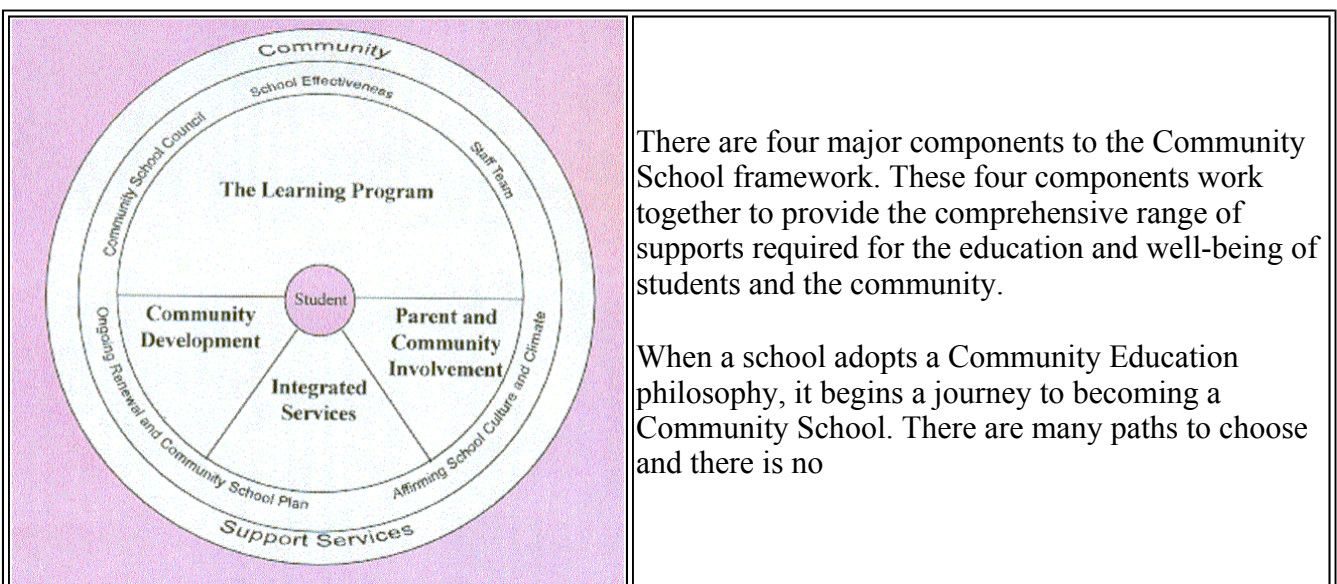 Community
School Effectiveness
Community School Council
Staff Team
The Learning Program
Student
Community
Development
Parent and
Community
Involvement
Integrated
Services
Ongoing Renewal and Community School Plan
Affirming School Culture and Climate
Support Services
There are four major components to the Community
School framework. These four components work
together to provide the comprehensive range of
supports required for the education and well-being of
students and the community.
When a school adopts a Community Education
philosophy, it begins a journey to becoming a
Community School. There are many paths to choose
and there is no